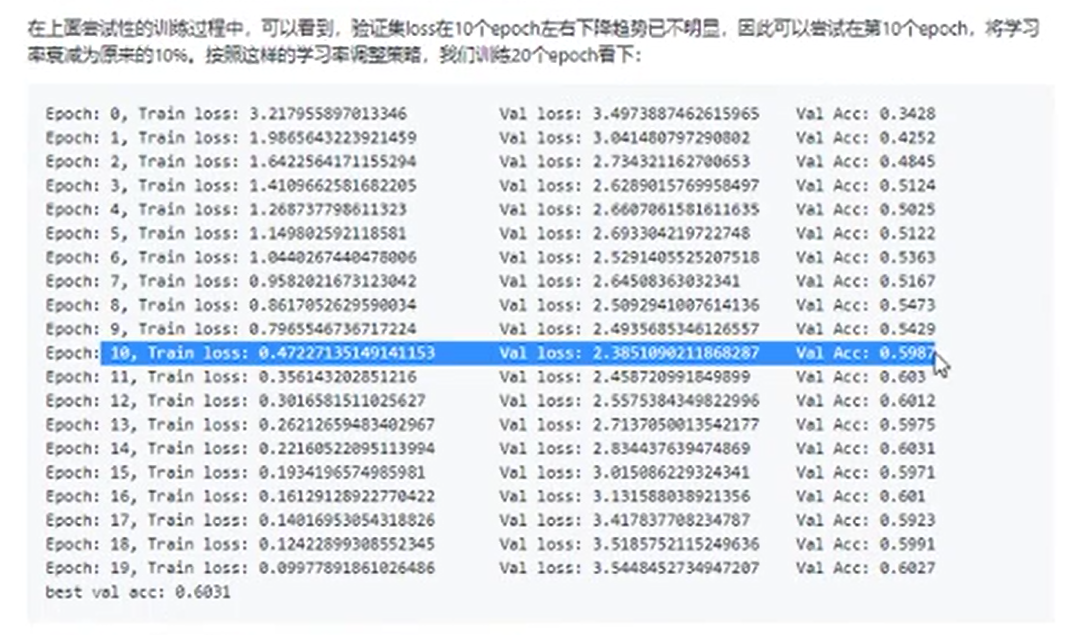 在上面尝试性的训练过程中，可以看到，验证集loss在10个epoch左右下降趋势已不明显，因此可以尝试在第10个epoch，将学习
率衰减为原来的10%。按照这样的学习率调整策略，我们训练20个epoch看下：
Epoch: 0, Train loss: 3.217955897013346 Val loss: 3.4973887462615965 Val Acc: 0.3428
Epoch: 1, Train loss: 1.9865643223921459 Val loss: 3.041480797290802 Val Acc: 0.4252
Epoch: 2, Train loss: 1.6422564171155294 Val loss: 2.734321162700653 Val Acc: 0.4845
Epoch: 3, Train loss: 1.4109662581682205 Val loss: 2.6289015769958497 Val Acc: 0.5124
Epoch: 4, Train loss: 1.268737798611323 Val loss: 2.6607061581611635 Val Acc: 0.5025
Epoch: 5, Train loss: 1.149802592118581 Val loss: 2.693304219722748 Val Acc: 0.5122
Epoch: 6, Train loss: 1.0440267440478006 Val loss: 2.5291405525207518 Val Acc: 0.5363
Epoch: 7, Train loss: 0.9582021673123042 Val loss: 2.64508363032341 Val Acc: 0.5167
Epoch: 8, Train loss: 0.8617052629590034 Val loss: 2.5092941007614136 Val Acc: 0.5473
Epoch: 9, Train loss: 0.7965546736717224 Val loss: 2.4935685346126557 Val Acc: 0.5429
Epoch: 10, Train loss: 0.47227135149141153 Val loss: 2.3851090211868287 Val Acc: 0.5987
Epoch: 11, Train loss: 0.356143202851216 Val loss: 2.458720991849899 Val Acc: 0.603
Epoch: 12, Train loss: 0.3016581511025627 Val loss: 2.5575384349822996 Val Acc: 0.6012
Epoch: 13, Train loss: 0.26212659483402967 Val loss: 2.7137050013542177 Val Acc: 0.5975
Epoch: 14, Train loss: 0.22160522095113994 Val loss: 2.834437639474869 Val Acc: 0.6031
Epoch: 15, Train loss: 0.1934196574985981 Val loss: 3.015086229324341 Val Acc: 0.5971
Epoch: 16, Train loss: 0.16129128922770422 Val loss: 3.131588038921356 Val Acc: 0.601
Epoch: 17, Train loss: 0.14016953054318826 Val loss: 3.417837708234787 Val Acc: 0.5923
Epoch: 18, Train loss: 0.12422899308552345 Val loss: 3.5185752115249636 Val Acc: 0.5991
Epoch: 19, Train loss: 0.09977891861026486 Val loss: 3.5448452734947207 Val Acc: 0.6027
best val acc: 0.6031